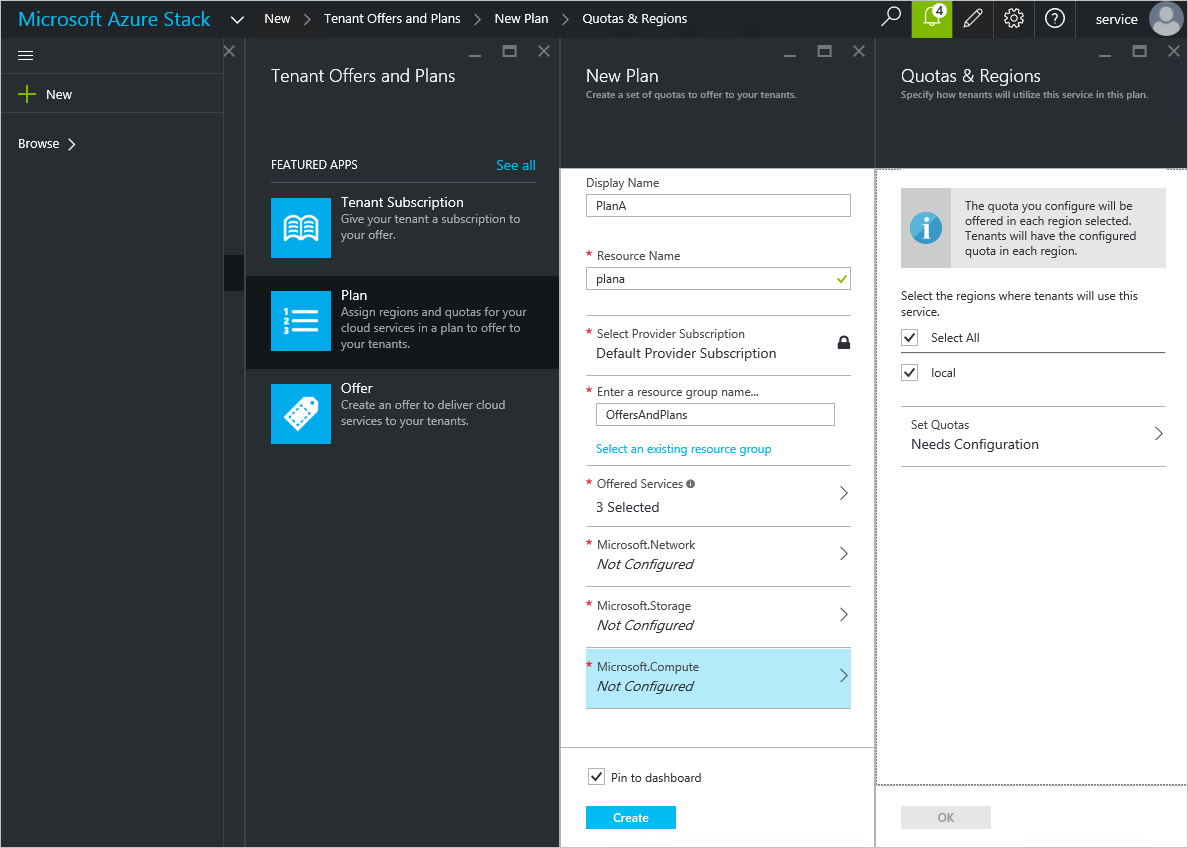 Microsoft Azure Stack
New
Tenant Offers and Plans
New Plan
Quotas & Regions
4
service
New
Browse
Tenant Offers and Plans
FEATURED APPS
See all
Tenant Subscription
Give your tenant a subscription to
your offer.
1
2
3
Plan
Assign regions and quotas for your
cloud services in a plan to offer to
your tenants.
Offer
Create an offer to deliver cloud
services to your tenants.
New Plan
Create a set of quotas to offer to your tenants.
Display Name
PlanA
* Resource Name
plana
* Select Provider Subscription
Default Provider Subscription
* Enter a resource group name...
OffersAndPlans
Select an existing resource group
* Offered Services
3 Selected
* Microsoft.Network
Not Configured
* Microsoft.Storage
Not Configured
* Microsoft.Compute
Not Configured
Pin to dashboard
Create
Quotas & Regions
Specify how tenants will utilize this service in this plan.
The quota you configure will be
offered in each region selected.
Tenants will have the configured
quota in each region.
Select the regions where tenants will use this
service.
Select All
local
Set Quotas
Needs Configuration
OK